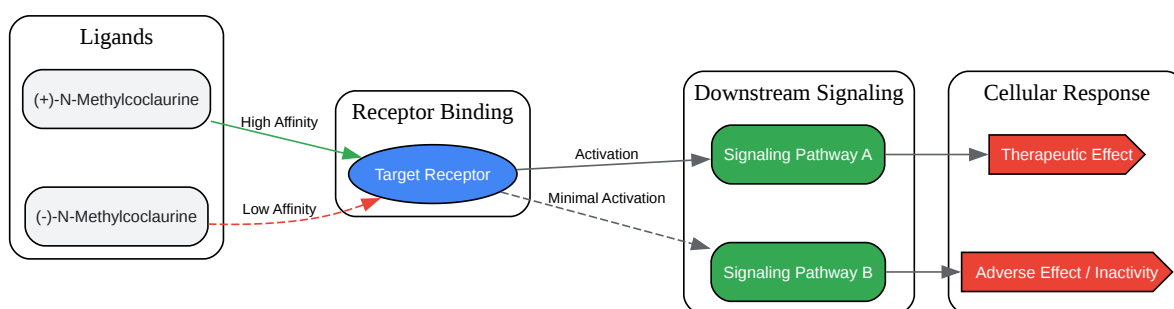 Ligands
(+)-N-Methylcoclaurine
(-)-N-Methylcoclaurine
High Affinity
Low Affinity
Receptor Binding
Target Receptor
Activation
Minimal Activation
Downstream Signaling
Signaling Pathway A
Signaling Pathway B
Cellular Response
Therapeutic Effect
Adverse Effect / Inactivity